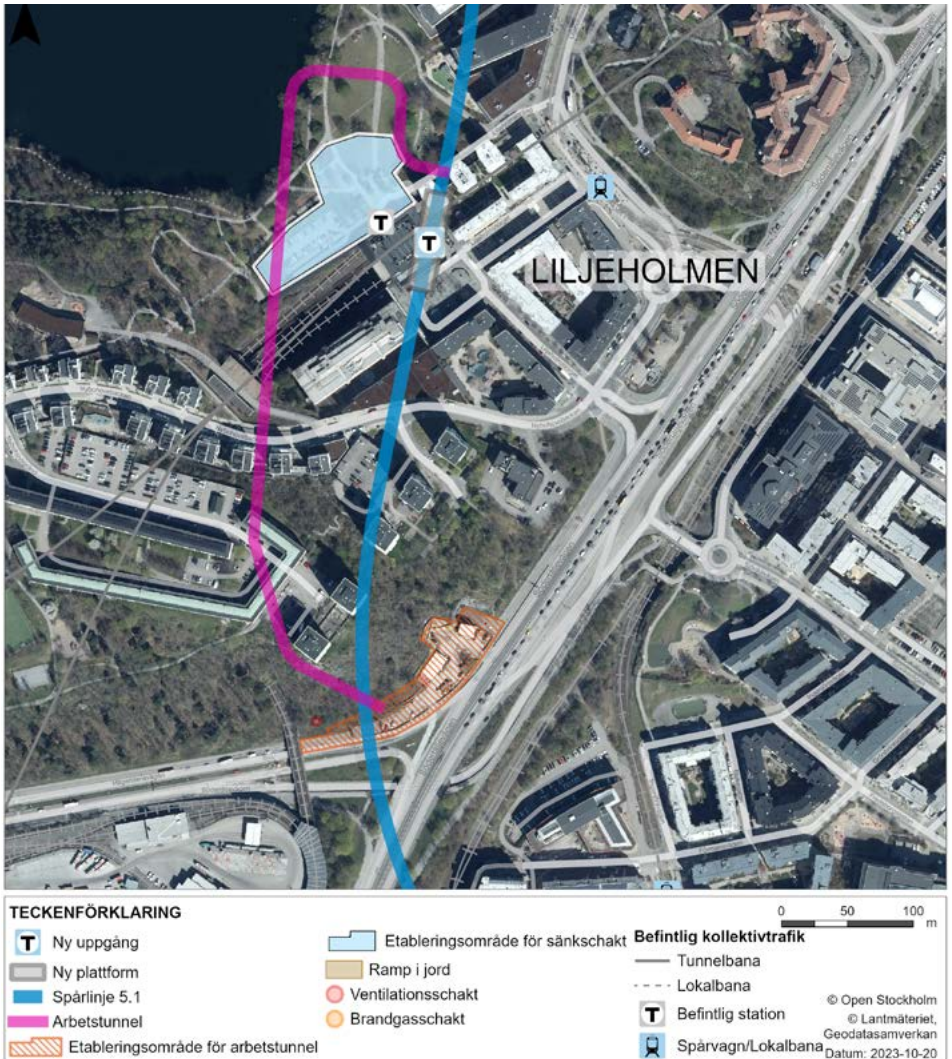 T
T
LILJEHOLMEN
TECKENFÖRKLARING
T Ny uppgång
Ny plattform
Spårlinje 5.1
Arbetstunnel
Etableringsområde för arbetstunnel
Etableringsområde för sänkschakt
Ramp i jord
Ventilationsschakt
Brandgasschakt
0 50 100
m
Befintlig kollektivtrafik
Tunnelbana
Lokalbana
T Befintlig station
Spårvagn/Lokalbana
© Open Stockholm
© Lantmäteriet,
Geodatasamverkan
Datum: 2023-10-20